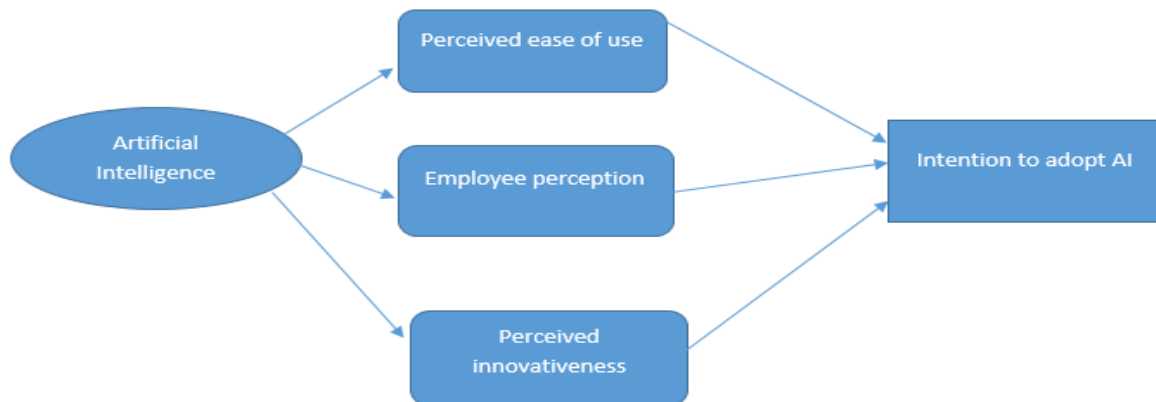 Perceived ease of use
Artificial
Intelligence
Employee perception
Intention to adopt AI
Perceived
innovativeness